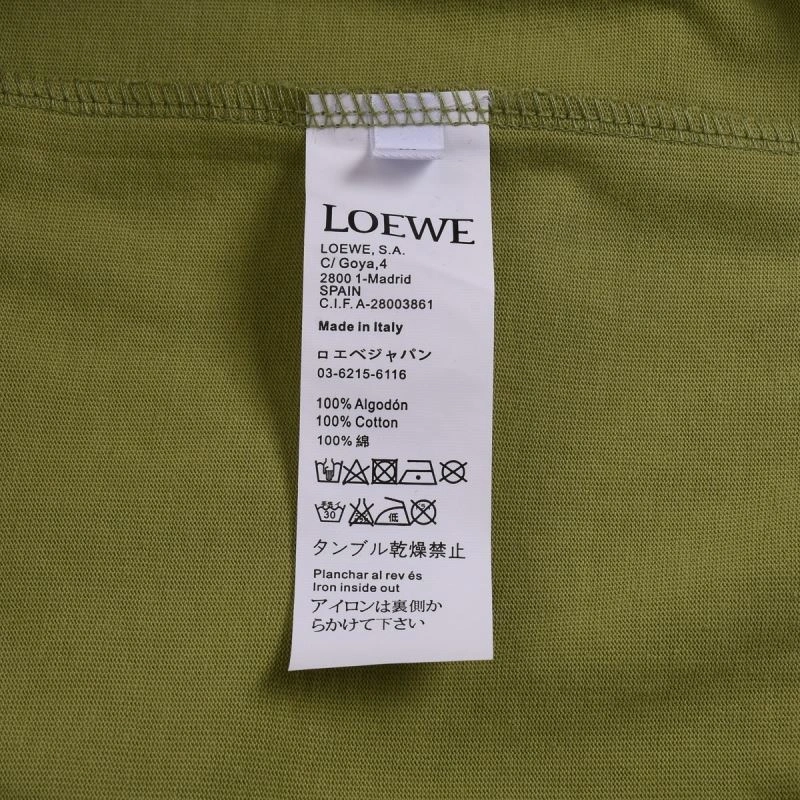 LOEWE
LOEWE, S.A.
C/ Goya,4
2800 1-Madrid
SPAIN
C.I.F. A-28003861
Made in Italy
ロエベジャパン
03-6215-6116
100% Algodón
100% Cotton
100% 綿
30 低
タンブル乾燥禁止
Planchar al rev és
Iron inside out
アイロンは裏側か
らかけて下さい